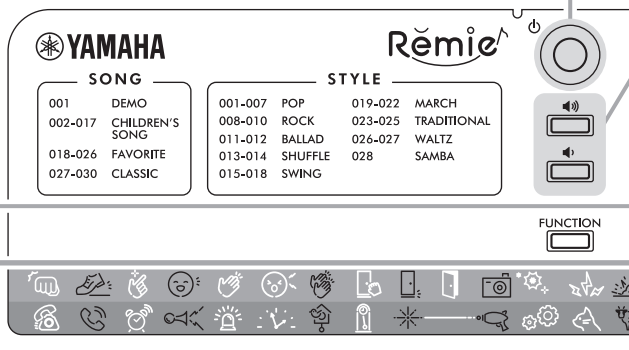 YAMAHA
Remie
SONG
001 DEMO
002-017 CHILDREN'S
SONG
018-026 FAVORITE
027-030 CLASSIC
STYLE
001-007 POP 019-022 MARCH
008-010 ROCK 023-025 TRADITIONAL
011-012 BALLAD 026-027 WALTZ
013-014 SHUFFLE 028 SAMBA
015-018 SWING
FUNCTION